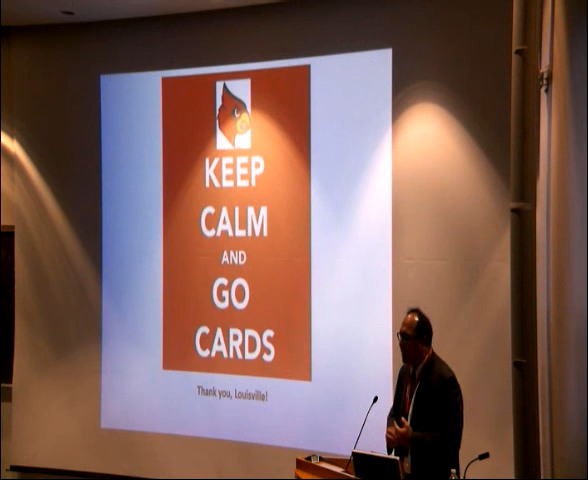 KEEP
CALM
AND
GO
CARDS
Thank you, Louisville!